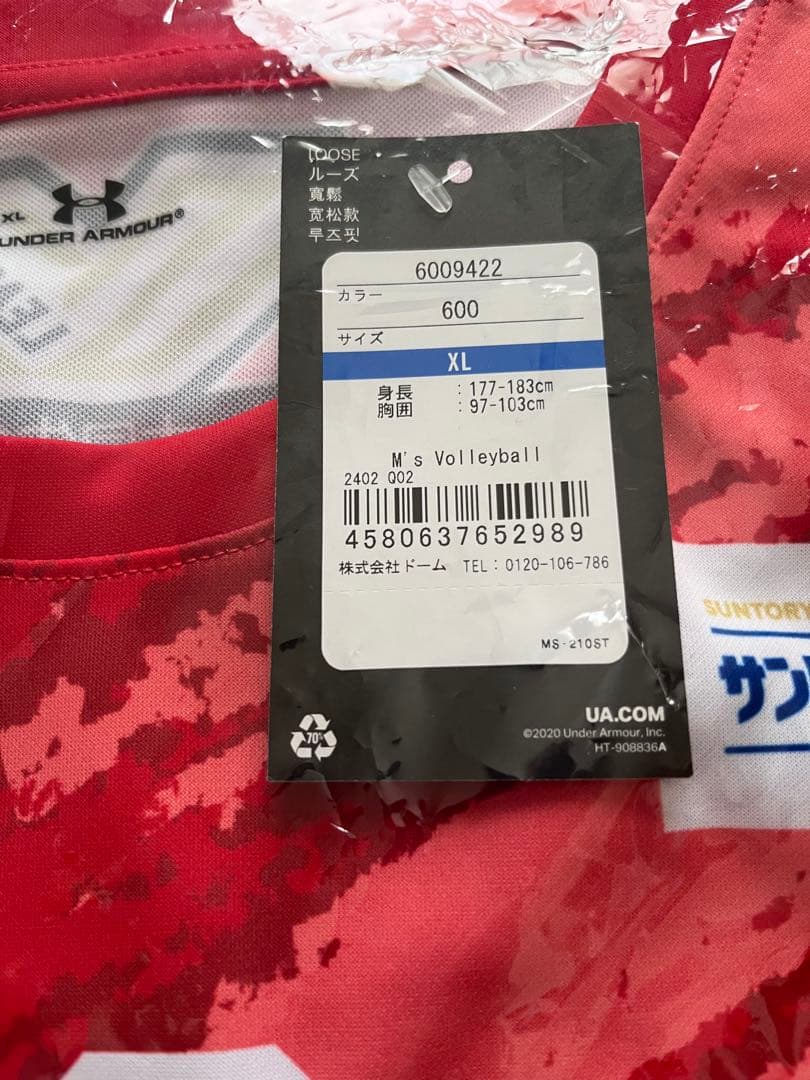 XL
UNDER ARMOUR®
LOOSE
ルーズ
寬鬆
宽松款
루즈핏
6009422
カラー
600
サイズ
XL
身長 : 177-183cm
胸囲 : 97-103cm
M's Volleyball
2402 Q02
4580637652989
株式会社ドーム TEL : 0120-106-786
MS-210ST
70%
UA.COM
©2020 Under Armour, Inc.
HT-908836A
SUNTORY
サン